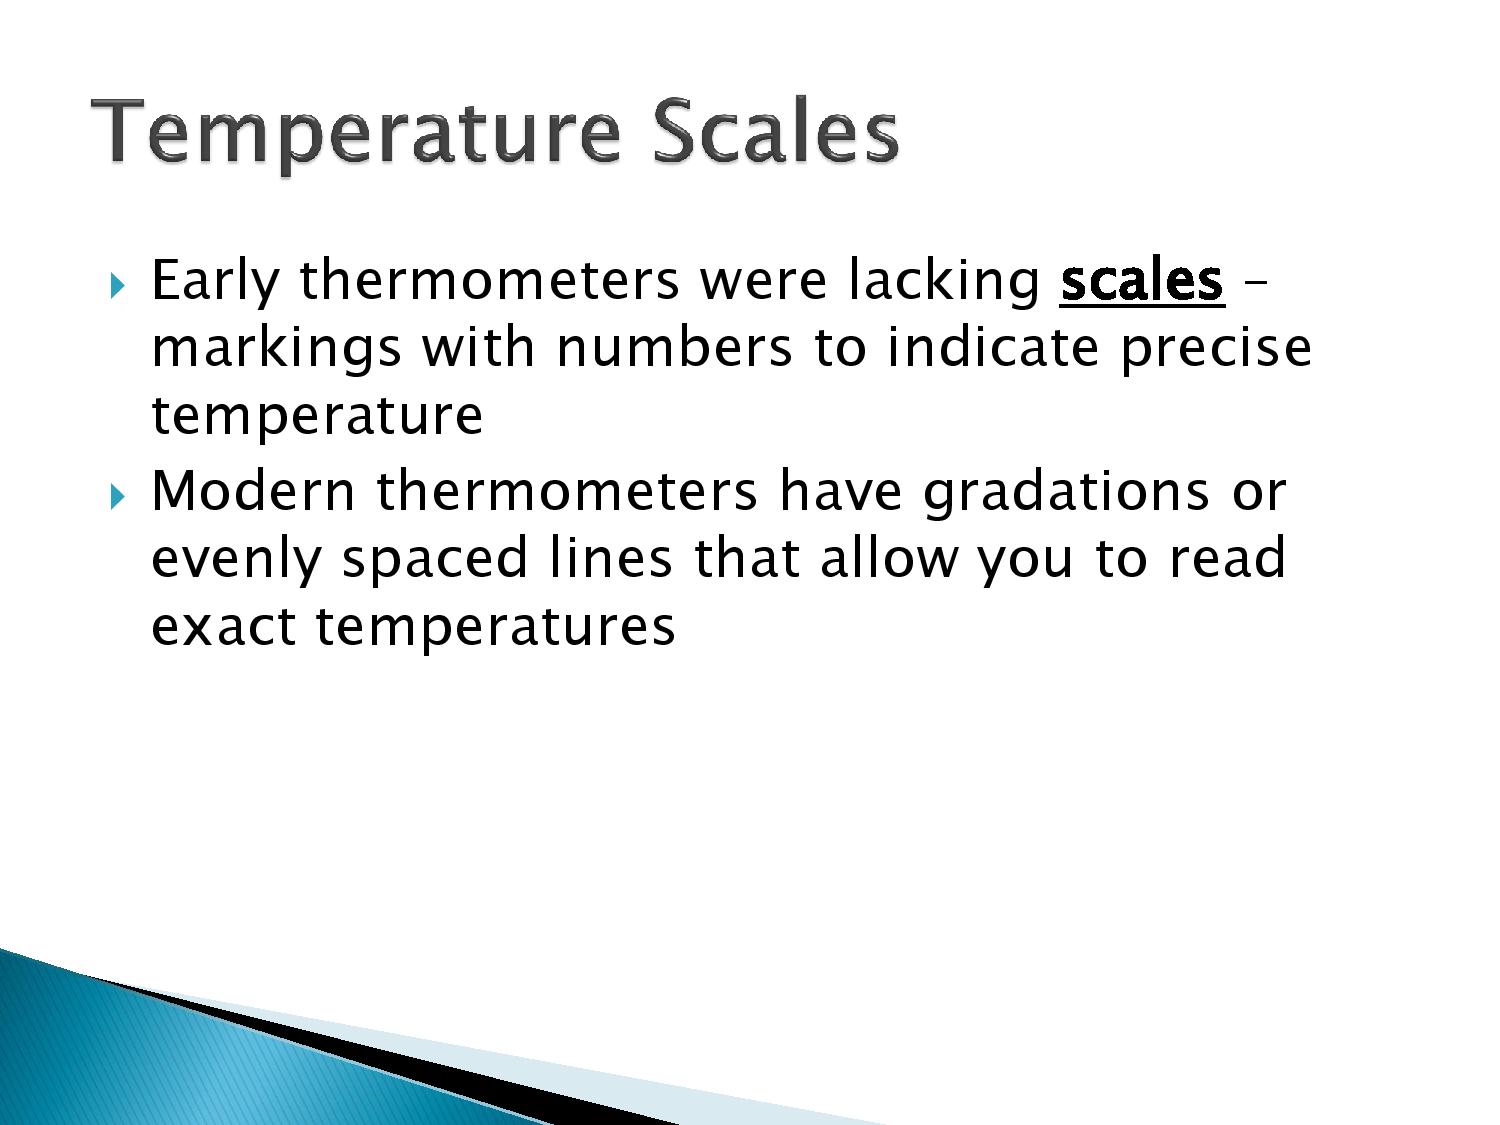 Temperature Scales
Early thermometers were lacking scales –
markings with numbers to indicate precise
temperature
Modern thermometers have gradations or
evenly spaced lines that allow you to read
exact temperatures